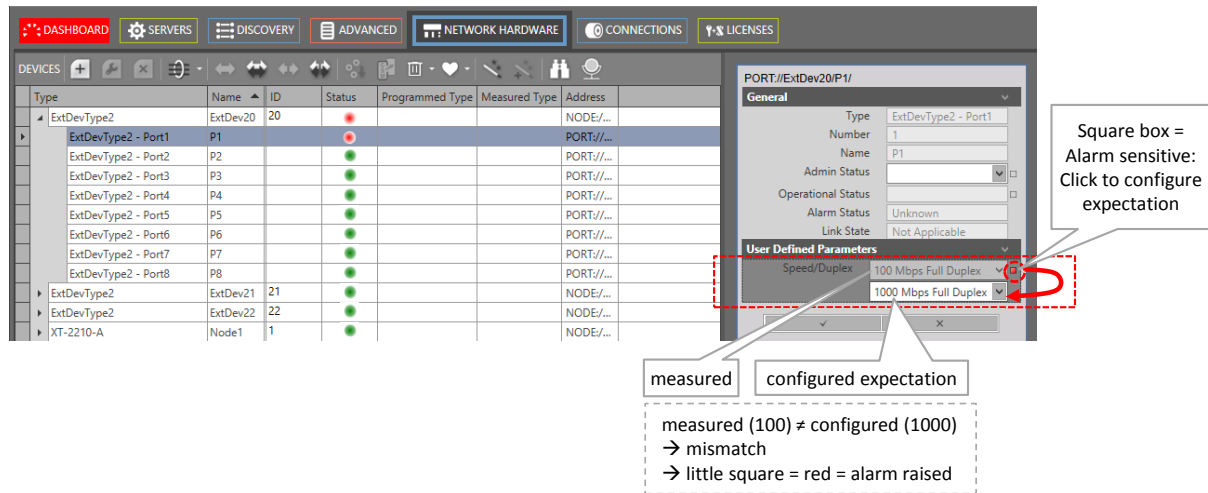 DASHBOARD SERVERS DISCOVERY ADVANCED NETWORK HARDWARE CONNECTIONS LICENSES
DEVICES
Type Name ID Status Programmed Type Measured Type Address
ExtDevType2 ExtDev20 20 NODE:/...
ExtDevType2 - Port1 P1 PORT://...
ExtDevType2 - Port2 P2 PORT://...
ExtDevType2 - Port3 P3 PORT://...
ExtDevType2 - Port4 P4 PORT://...
ExtDevType2 - Port5 P5 PORT://...
ExtDevType2 - Port6 P6 PORT://...
ExtDevType2 - Port7 P7 PORT://...
ExtDevType2 - Port8 P8 PORT://...
ExtDevType2 ExtDev21 21 NODE:/...
ExtDevType2 ExtDev22 22 NODE:/...
XT-2210-A Node1 1 NODE:/...
PORT://ExtDev20/P1/
General
Type ExtDevType2 - Port1
Number 1
Name P1
Admin Status
Operational Status
Alarm Status Unknown
Link State Not Applicable
User Defined Parameters
Speed/Duplex 100 Mbps Full Duplex
1000 Mbps Full Duplex
Square box =
Alarm sensitive:
Click to configure
expectation
measured
configured expectation
measured (100) ≠ configured (1000)
→ mismatch
→ little square = red = alarm raised